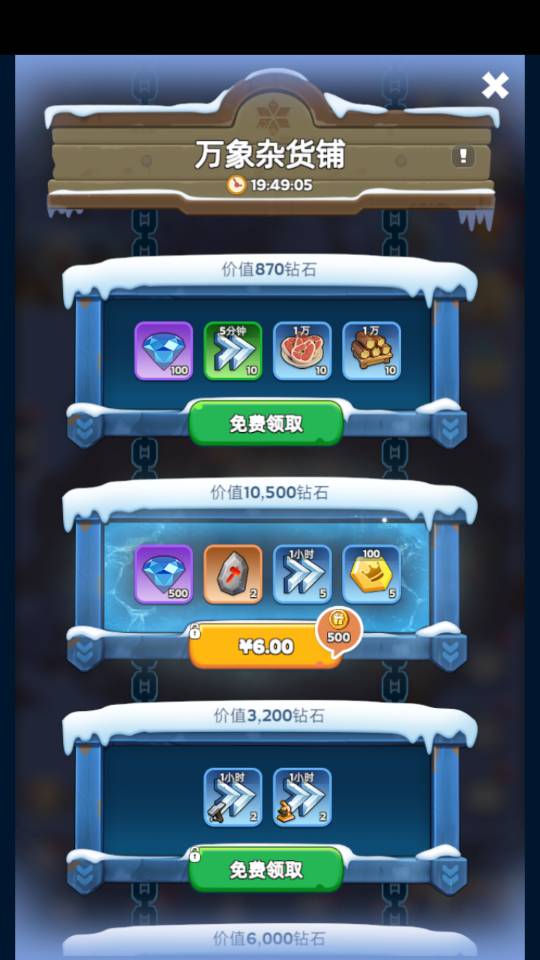 万象杂货铺
!
19:49:05
价值870钻石
5分钟 1万 1万
100 10 10 10
免费领取
价值10,500钻石
1小时 100
500 2 5 5
¥6.00
500
价值3,200钻石
1小时 1小时
2 2
免费领取
价值6,000钻石